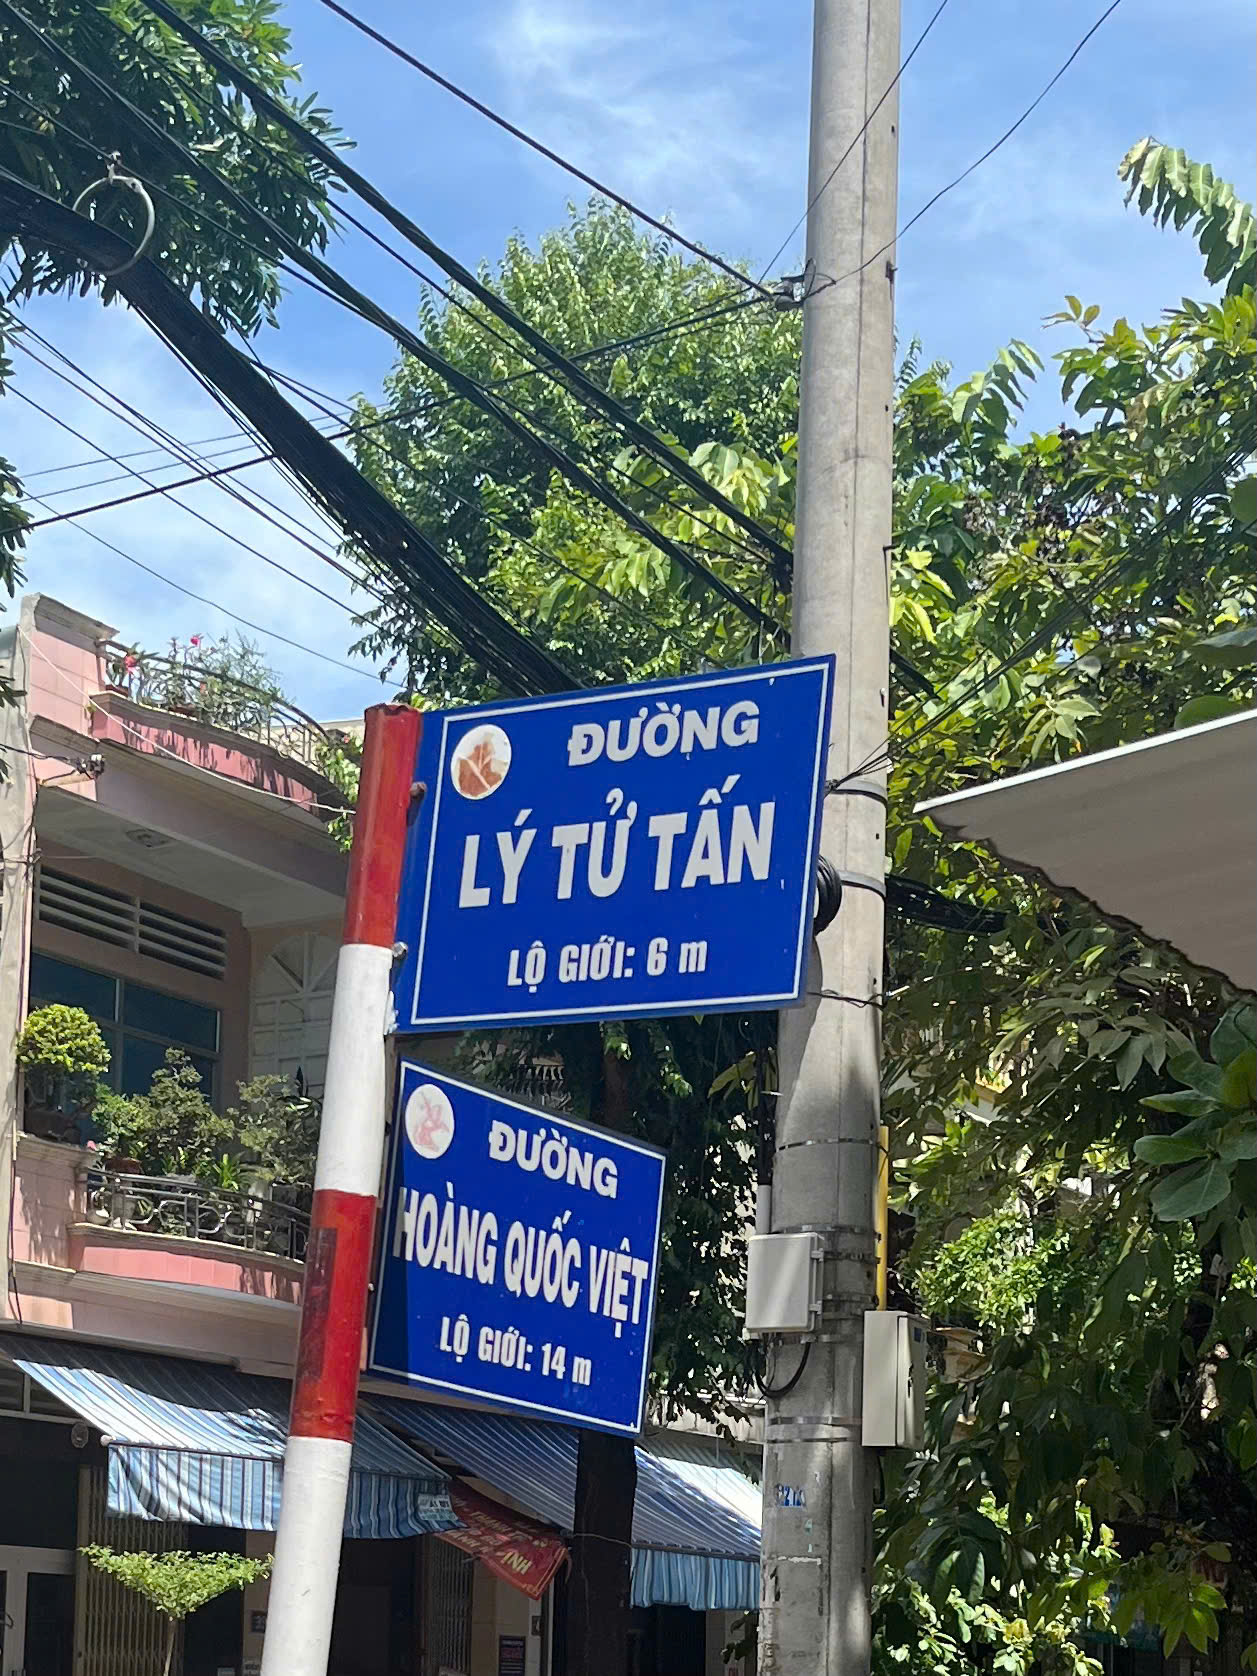 ĐƯỜNG
LÝ TỬ TẤN
LỘ GIỚI: 6 m
ĐƯỜNG
HOÀNG QUỐC VIỆT
LỘ GIỚI: 14 m